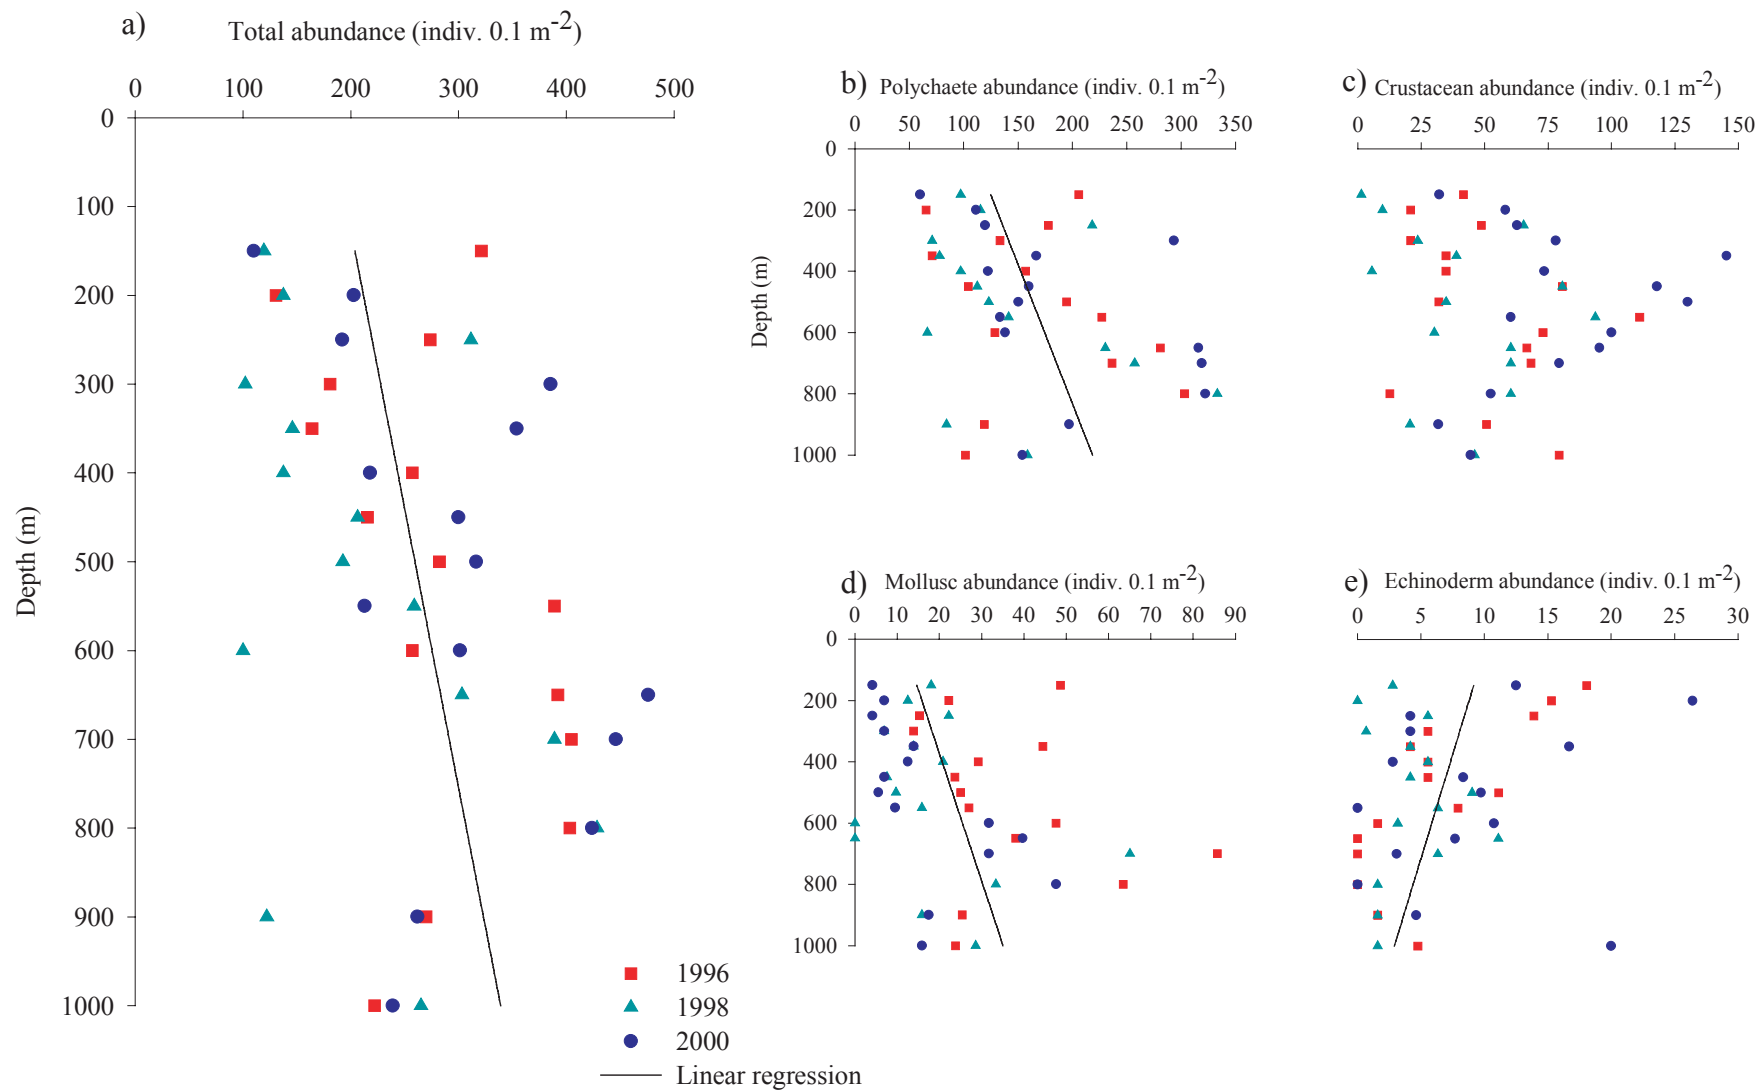 a) Total abundance (indiv. 0.1 m-2)
0 100 200 300 400 500
0
100
200
300
400
500
600
700
800
900
1000
Depth (m)
1996
1998
2000
Linear regression
b) Polychaete abundance (indiv. 0.1 m-2)
0 50 100 150 200 250 300 350
0
200
400
600
800
1000
Depth (m)
c) Crustacean abundance (indiv. 0.1 m-2)
0 25 50 75 100 125 150
d) Mollusc abundance (indiv. 0.1 m-2)
0 10 20 30 40 50 60 70 80 90
0
200
400
600
800
1000
e) Echinoderm abundance (indiv. 0.1 m-2)
0 5 10 15 20 25 30